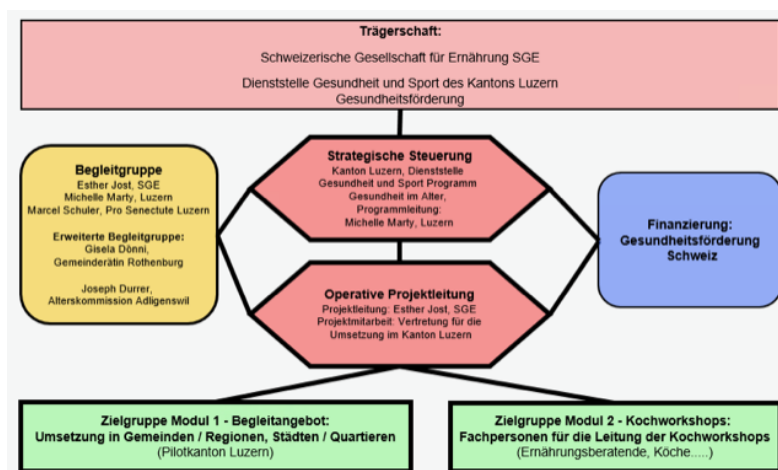 Trägerschaft:
Schweizerische Gesellschaft für Ernährung SGE
Dienststelle Gesundheit und Sport des Kantons Luzern
Gesundheitsförderung
Begleitgruppe
Esther Jost, SGE
Michelle Marty, Luzern
Marcel Schuler, Pro Senectute Luzern
Erweiterte Begleitgruppe:
Gisela Dönni,
Gemeinderätin Rothenburg
Joseph Durrer,
Alterskommission Adligenswil
Strategische Steuerung
Kanton Luzern, Dienststelle
Gesundheit und Sport Programm
Gesundheit im Alter,
Programmleitung:
Michelle Marty, Luzern
Finanzierung:
Gesundheitsförderung
Schweiz
Operative Projektleitung
Projektleitung: Esther Jost, SGE
Projektmitarbeit: Vertretung für die
Umsetzung im Kanton Luzern
Zielgruppe Modul 1 - Begleitangebot:
Umsetzung in Gemeinden / Regionen, Städten / Quartieren
(Pilotkanton Luzern)
Zielgruppe Modul 2 - Kochworkshops:
Fachpersonen für die Leitung der Kochworkshops
(Ernährungsberatende, Köche.....)